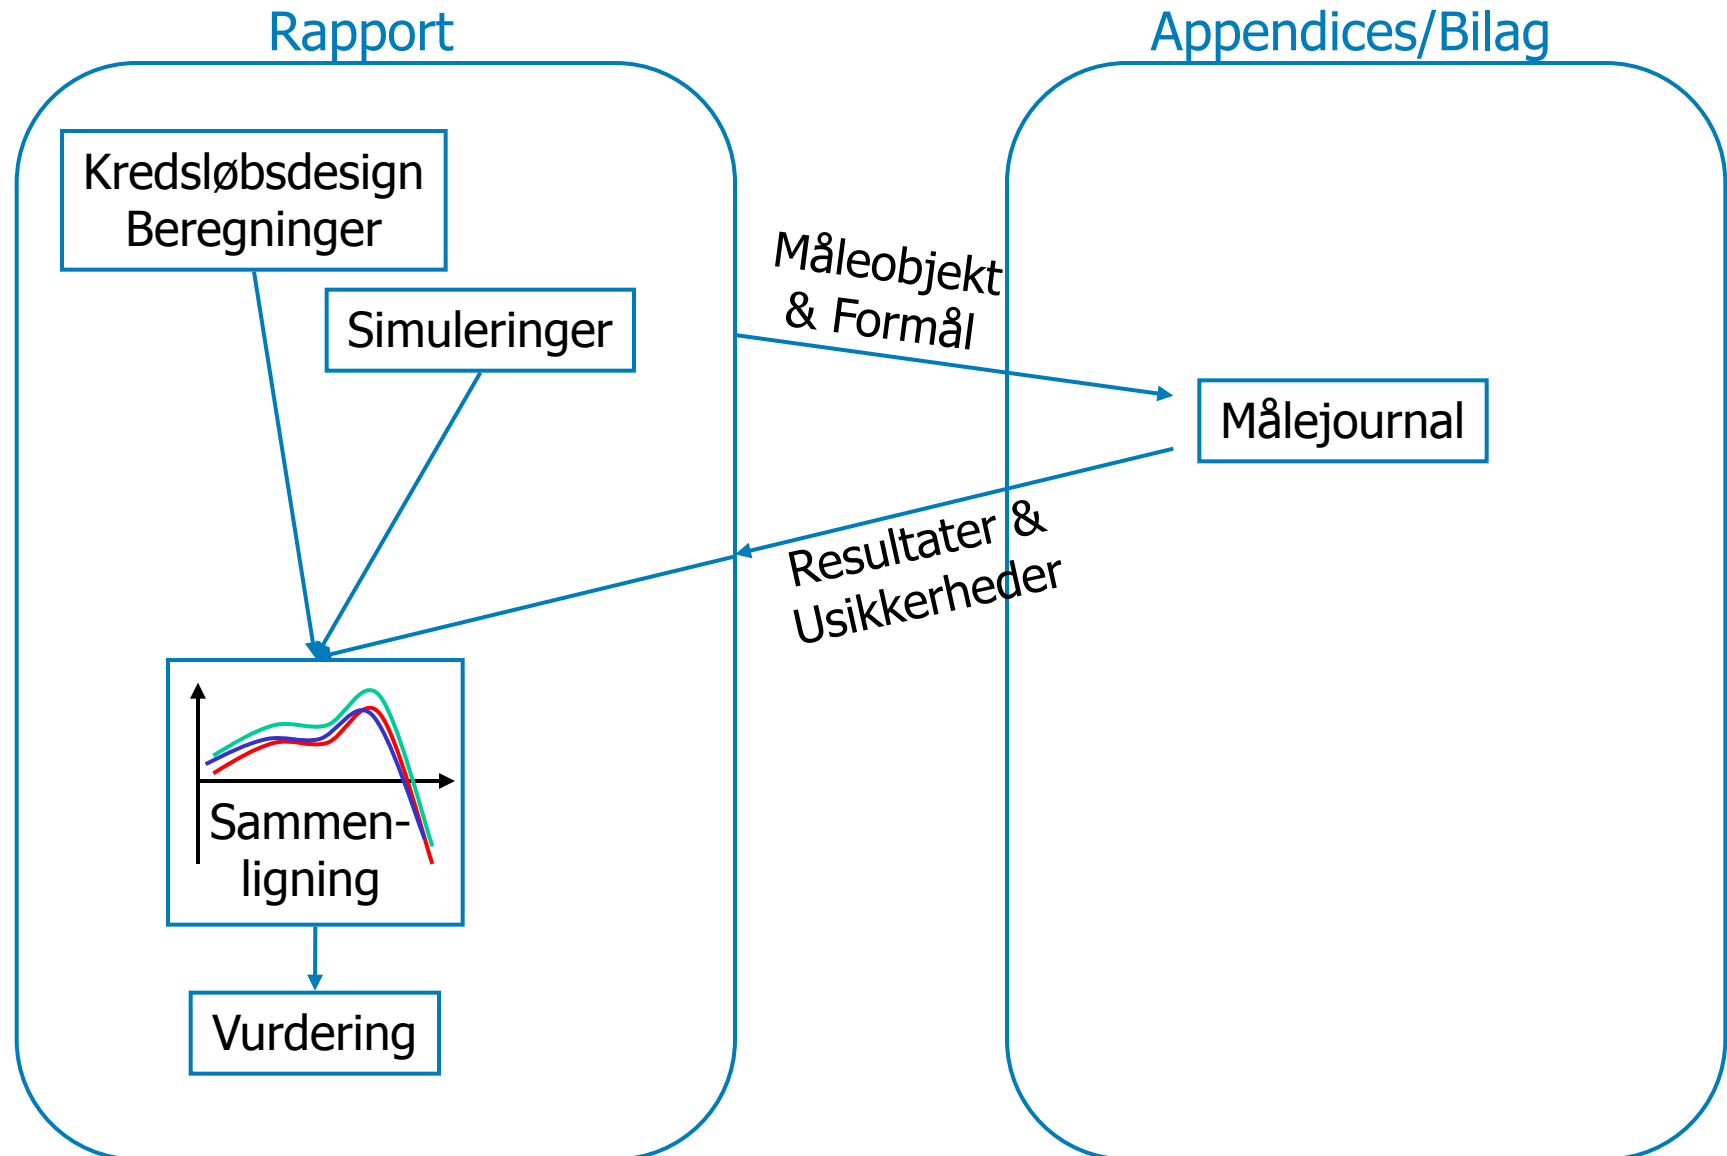 Rapport
Appendices/Bilag
Kredsløbsdesign
Beregninger
Simuleringer
Måleobjekt
& Formål
Målejournal
Resultater &
Usikkerheder
Sammen-
ligning
Vurdering